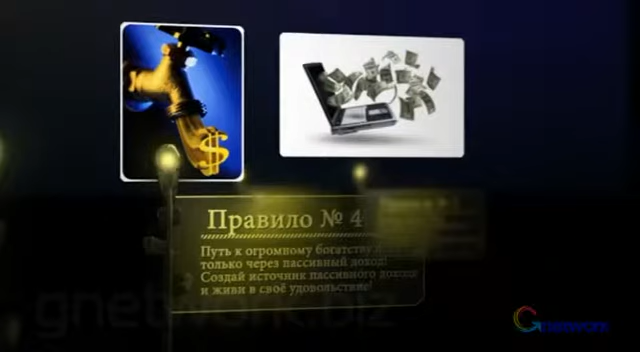 Правило № 4
Путь к огромному богатству
только через пассивный доход!
Создай источник пассивного дохода
и живи в своё удовольствие!
gnetwork.biz